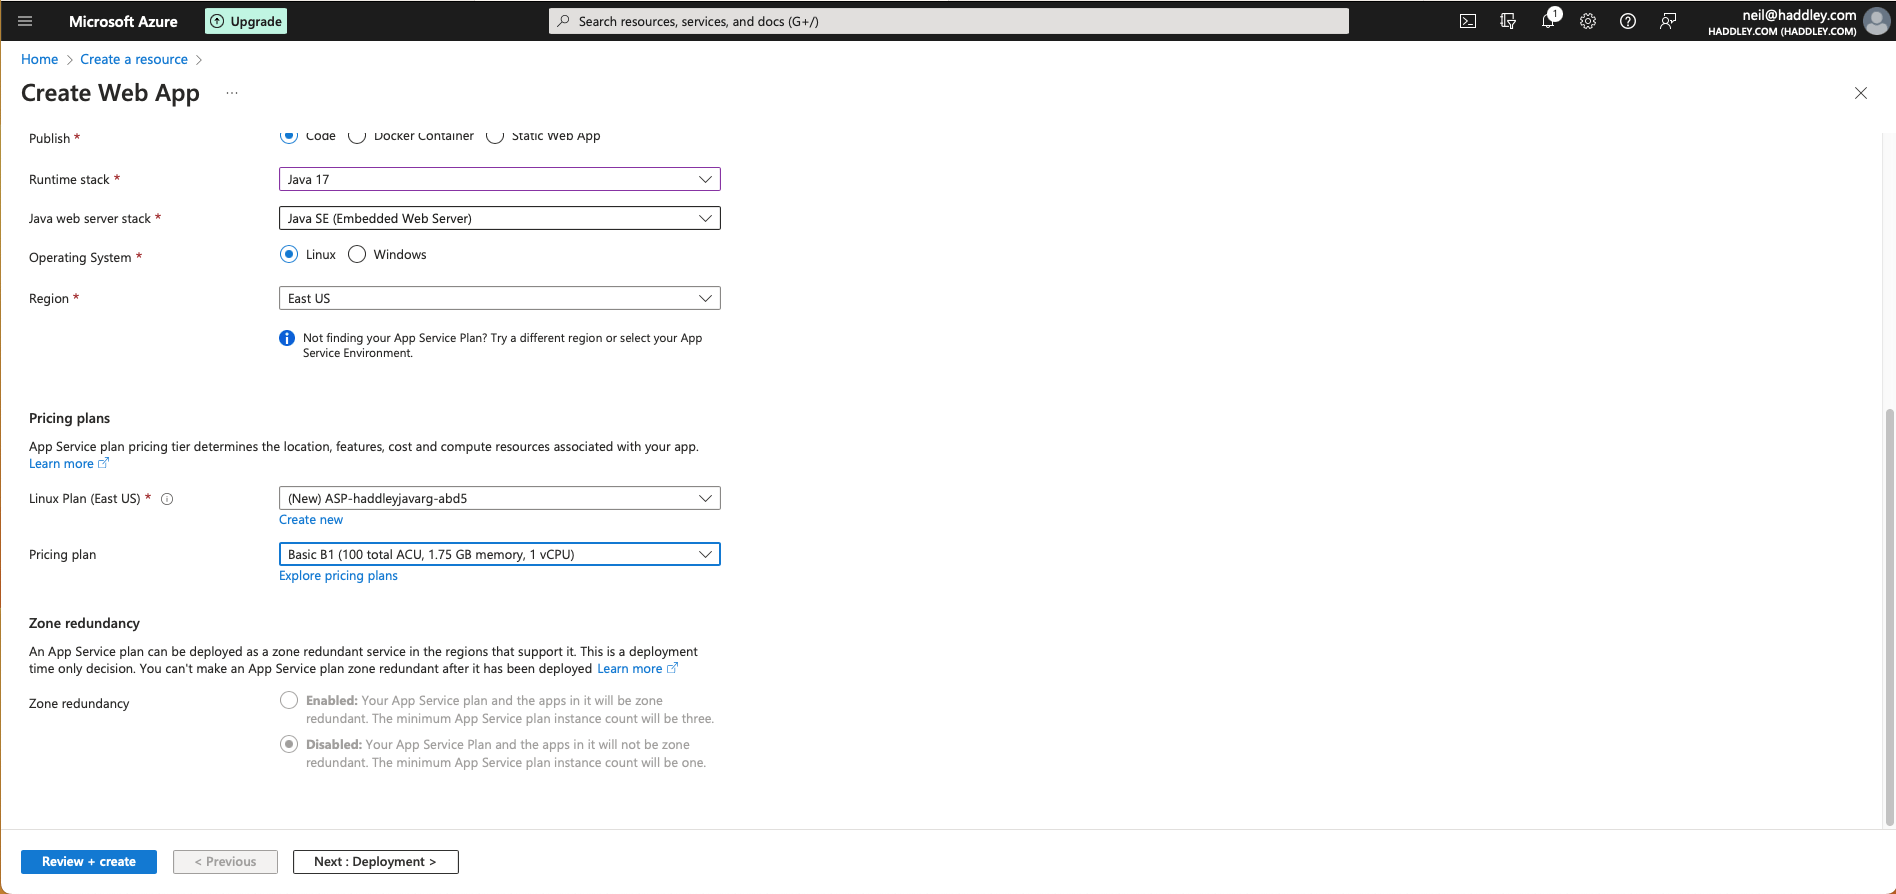 Microsoft Azure
Upgrade
Search resources, services, and docs (G+/)
1
neil@haddley.com
HADDLEY.COM (HADDLEY.COM)
Home > Create a resource >
Create Web App ...
Publish * Code Docker Container Static Web App
Runtime stack * Java 17
Java web server stack * Java SE (Embedded Web Server)
Operating System * Linux Windows
Region * East US
Not finding your App Service Plan? Try a different region or select your App
Service Environment.
Pricing plans
App Service plan pricing tier determines the location, features, cost and compute resources associated with your app.
Learn more
Linux Plan (East US) * (New) ASP-haddleyjavarg-abd5
Create new
Pricing plan Basic B1 (100 total ACU, 1.75 GB memory, 1 vCPU)
Explore pricing plans
Zone redundancy
An App Service plan can be deployed as a zone redundant service in the regions that support it. This is a deployment
time only decision. You can't make an App Service plan zone redundant after it has been deployed Learn more
Zone redundancy
Enabled: Your App Service plan and the apps in it will be zone
redundant. The minimum App Service plan instance count will be three.
Disabled: Your App Service Plan and the apps in it will not be zone
redundant. The minimum App Service plan instance count will be one.
Review + create < Previous Next : Deployment >